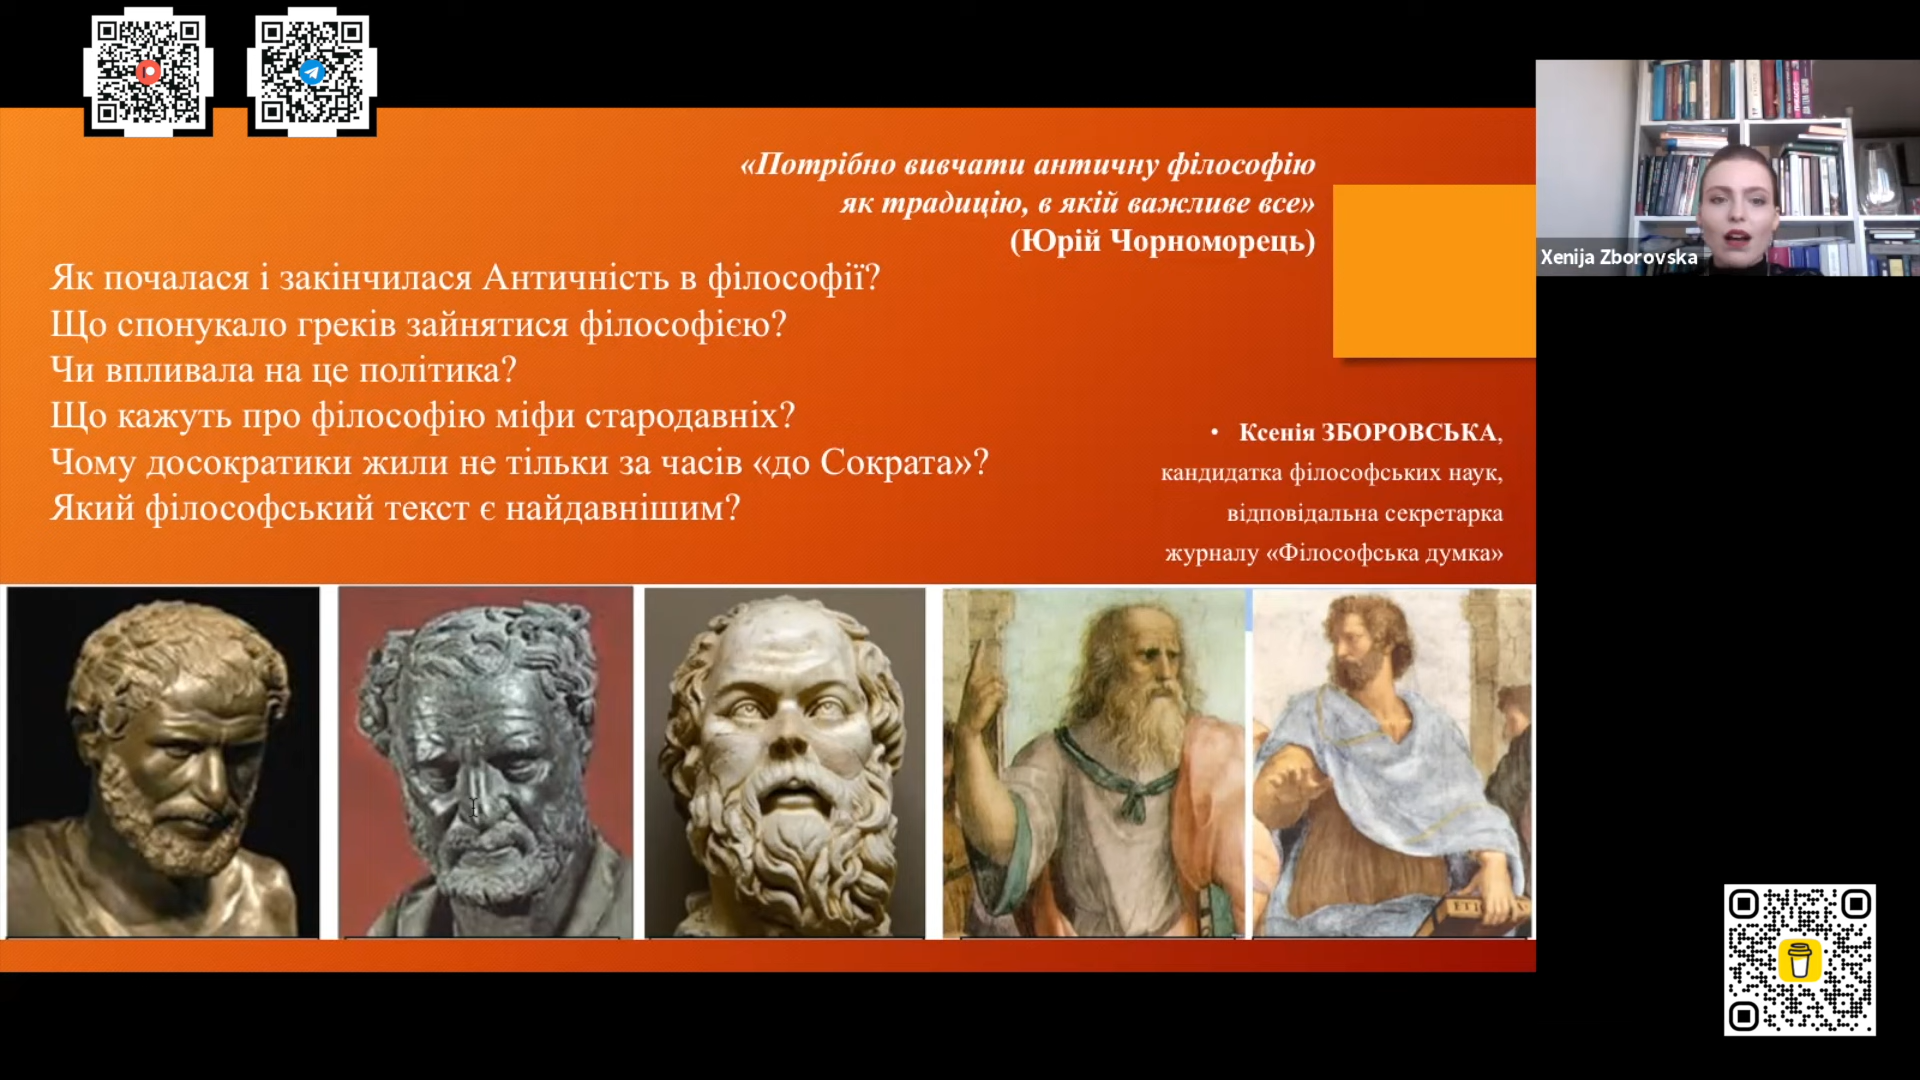 «Потрібно вивчати античну філософію
як традицію, в якій важливе все»
(Юрій Чорноморець)
Як почалася і закінчилася Античність в філософії?
Що спонукало греків зайнятися філософією?
Чи впливала на це політика?
Що кажуть про філософію міфи стародавніх?
Чому досократики жили не тільки за часів «до Сократа»?
Який філософський текст є найдавнішим?
• Ксенія ЗБОРОВСЬКА,
кандидатка філософських наук,
відповідальна секретарка
журналу «Філософська думка»
Xenija Zborovska